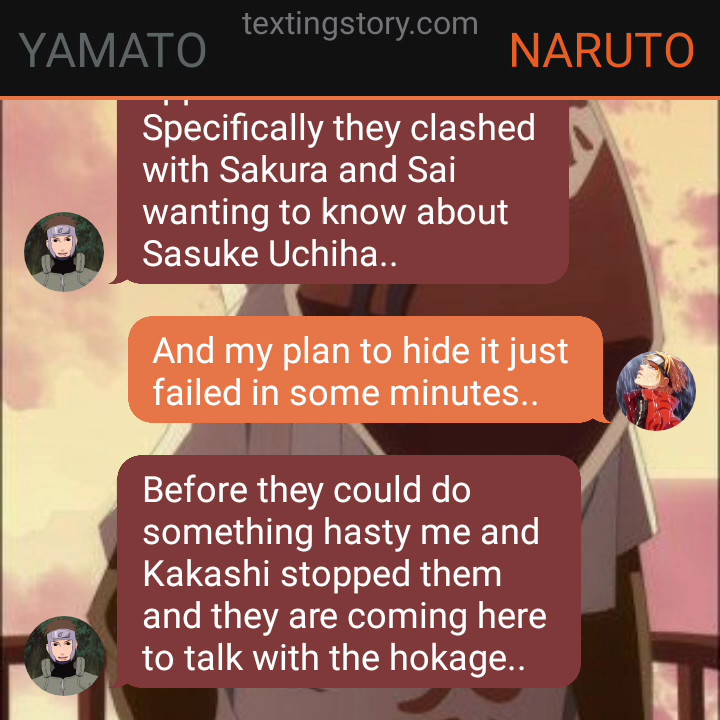 textingstory.com
YAMATO
NARUTO
Specifically they clashed
with Sakura and Sai
wanting to know about
Sasuke Uchiha..
And my plan to hide it just
failed in some minutes..
Before they could do
something hasty me and
Kakashi stopped them
and they are coming here
to talk with the hokage..